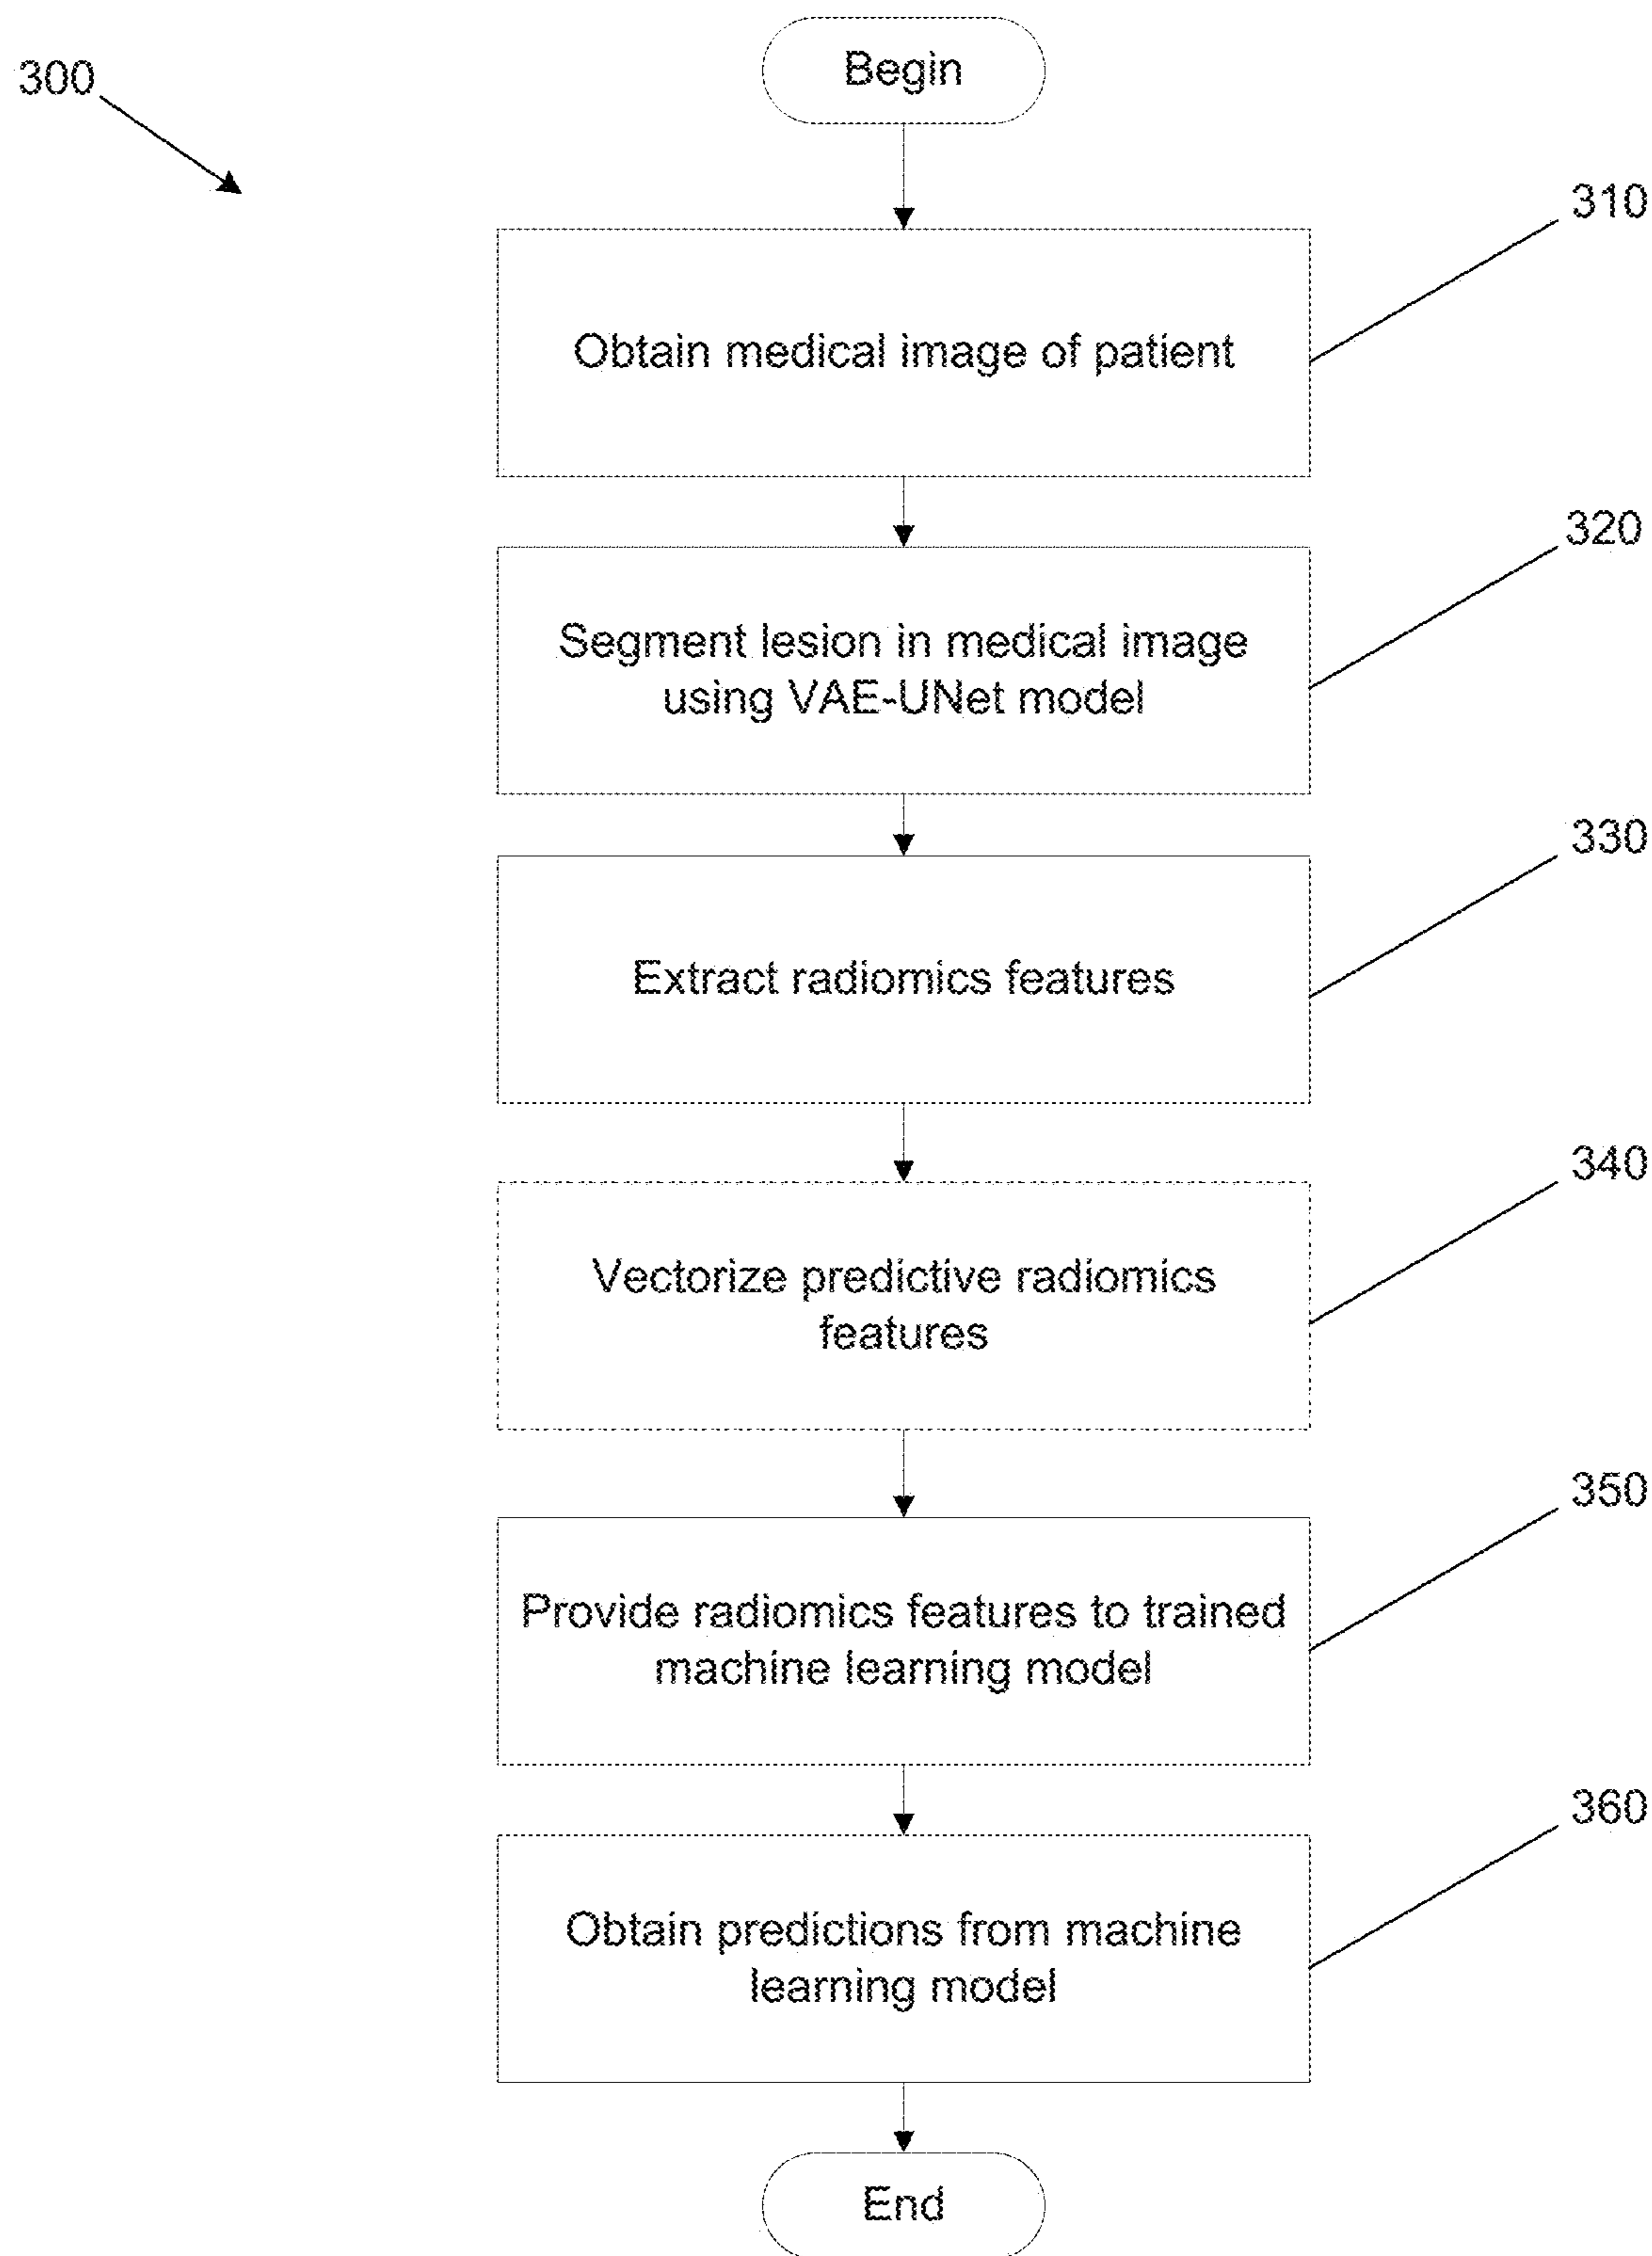 Begin
300
310
Obtain medical image of patient
320
Segment lesion in medical image
using VAE-UNet model
330
Extract radiomics features
340
Vectorize predictive radiomics
features
350
Provide radiomics features to trained
machine learning model
360
Obtain predictions from machine
learning model
End